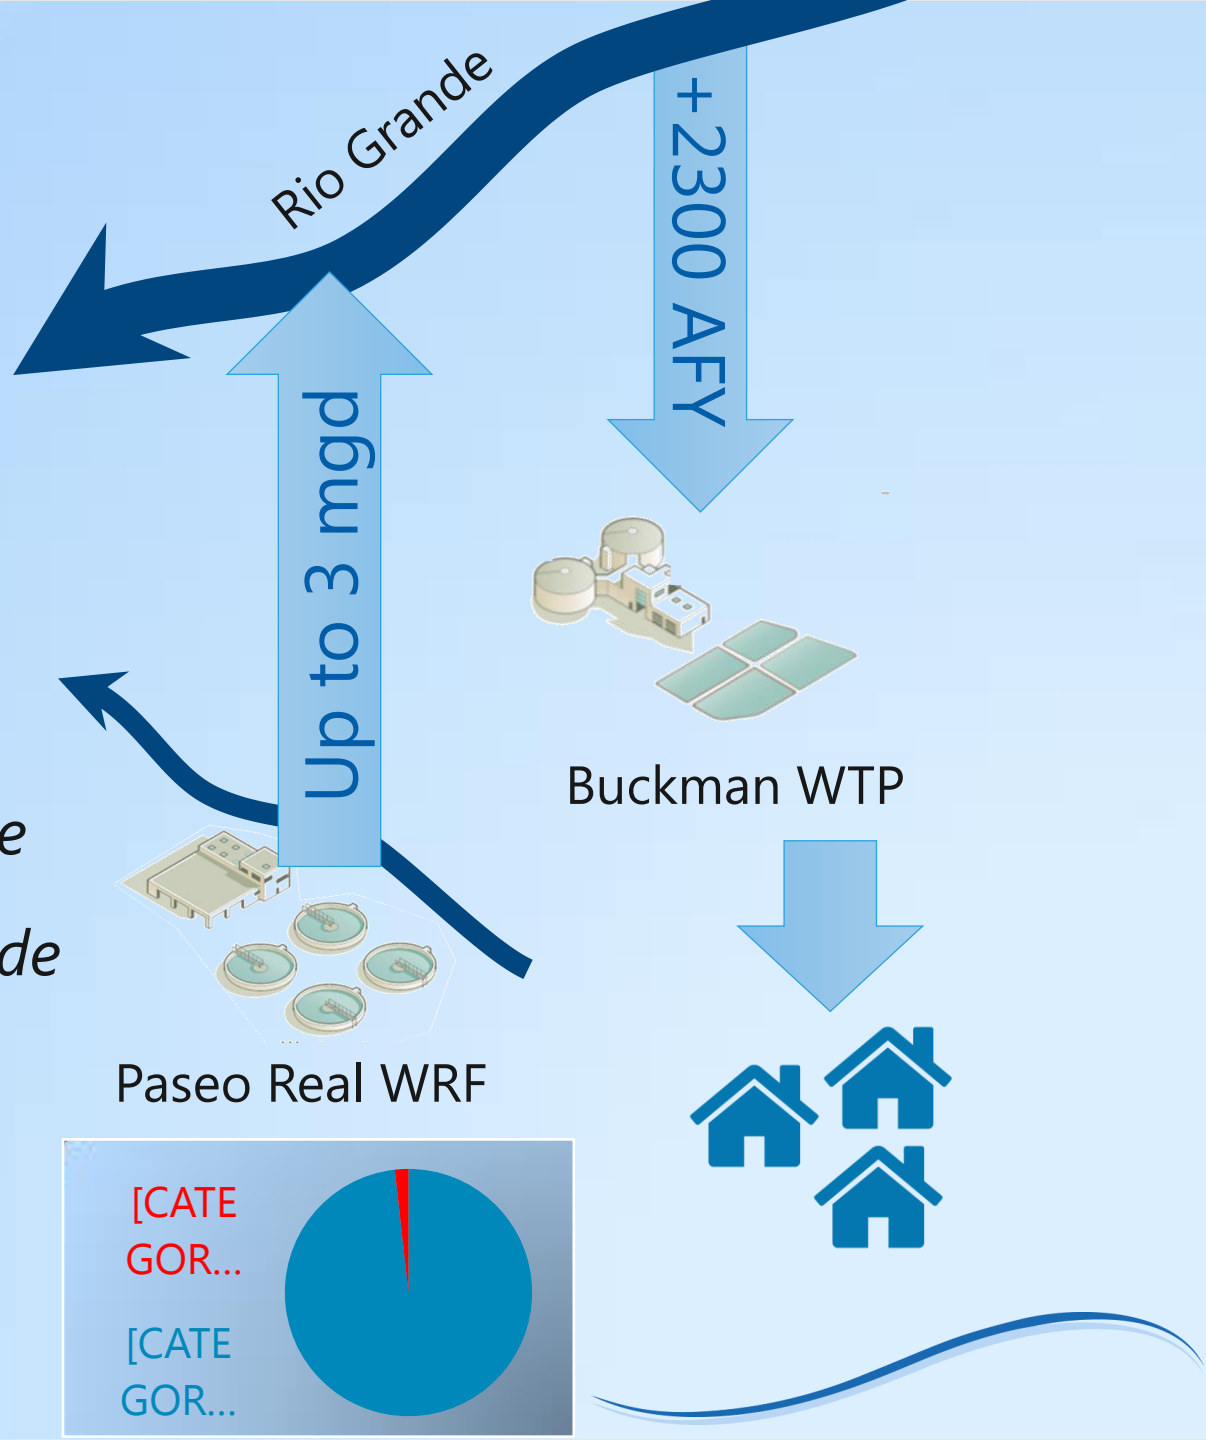 Rio Grande
+2300 AFY
Up to 3 mgd
Buckman WTP
e
de
Paseo Real WRF
[CATE
GOR...
[CATE
GOR...